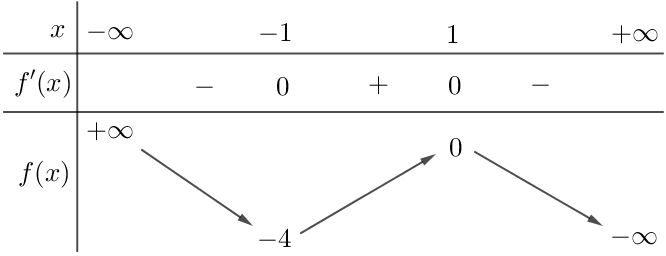 x −∞ −1 1 +∞
f′(x) − 0 + 0 −
+∞ 0
f(x)
−4 −∞